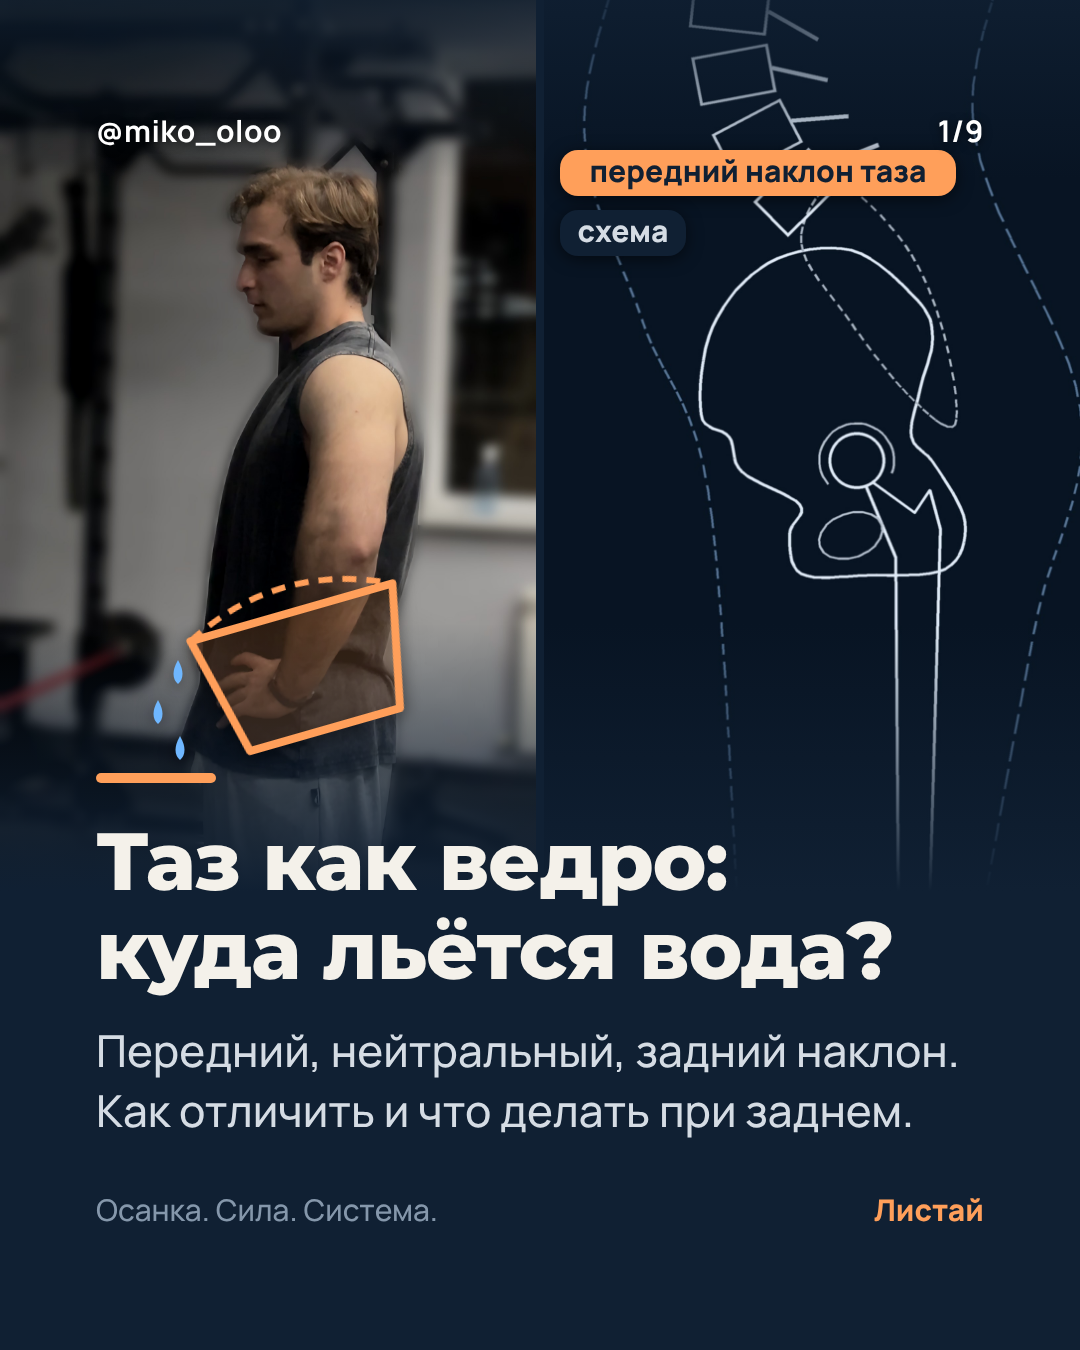 @miko_oloo
1/9
передний наклон таза
схема
Таз как ведро:
куда льётся вода?
Передний, нейтральный, задний наклон.
Как отличить и что делать при заднем.
Осанка. Сила. Система.
Листай